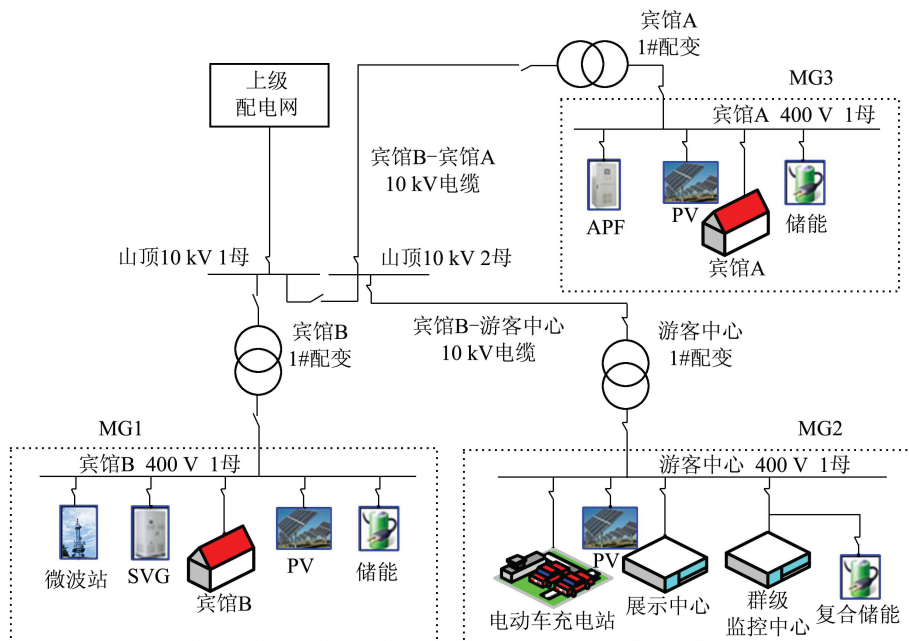 宾馆A
1#配变
上级
配电网
MG3
宾馆A 400 V 1母
宾馆B-宾馆A
10 kV电缆
APF
PV
储能
宾馆A
山顶10 kV 1母
山顶10 kV 2母
宾馆B
1#配变
宾馆B-游客中心
10 kV电缆
游客中心
1#配变
MG1
MG2
宾馆B 400 V 1母
游客中心 400 V 1母
微波站
SVG
宾馆B
PV
储能
电动车充电站
PV
展示中心
群级
监控中心
复合储能